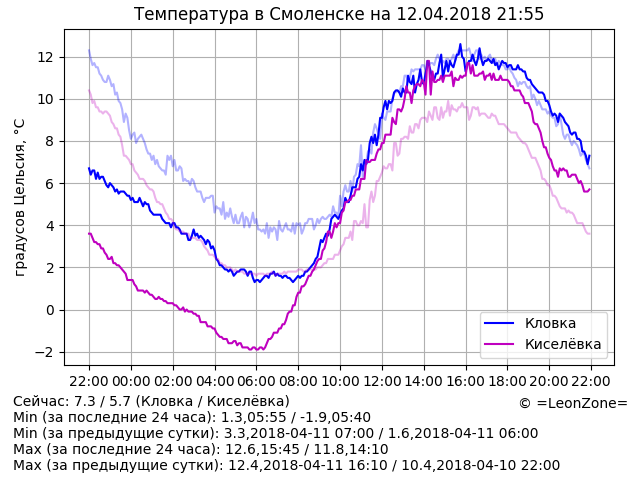 Температура в Смоленске на 12.04.2018 21:55
градусов Цельсия, °C
12
10
8
6
4
2
0
−2
Кловка
Киселёвка
22:00 00:00 02:00 04:00 06:00 08:00 10:00 12:00 14:00 16:00 18:00 20:00 22:00
Сейчас: 7.3 / 5.7 (Кловка / Киселёвка)
© =LeonZone=
Min (за последние 24 часа): 1.3,05:55 / -1.9,05:40
Min (за предыдущие сутки): 3.3,2018-04-11 07:00 / 1.6,2018-04-11 06:00
Max (за последние 24 часа): 12.6,15:45 / 11.8,14:10
Max (за предыдущие сутки): 12.4,2018-04-11 16:10 / 10.4,2018-04-10 22:00